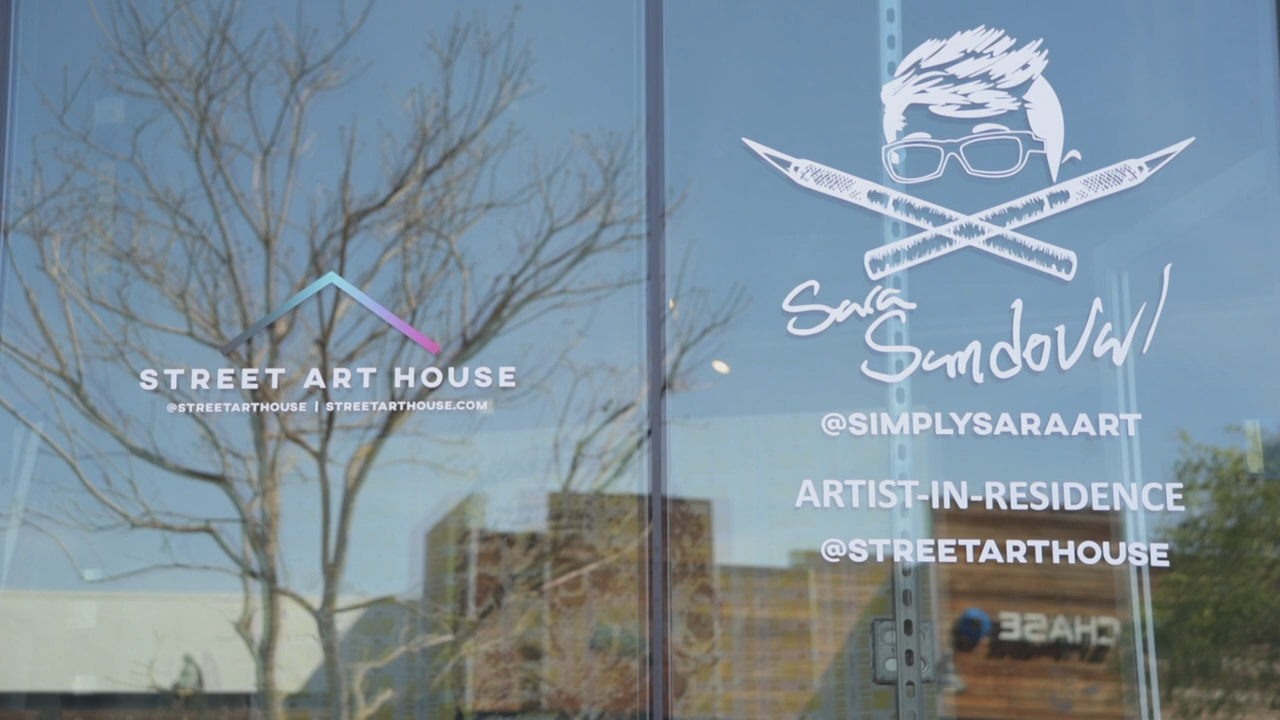 STREET ART HOUSE
@STREETARTHOUSE | STREETARTHOUSE.COM
Sara
Sandoval
@SIMPLYSARAART
ARTIST-IN-RESIDENCE
@STREETARTHOUSE
CHASE